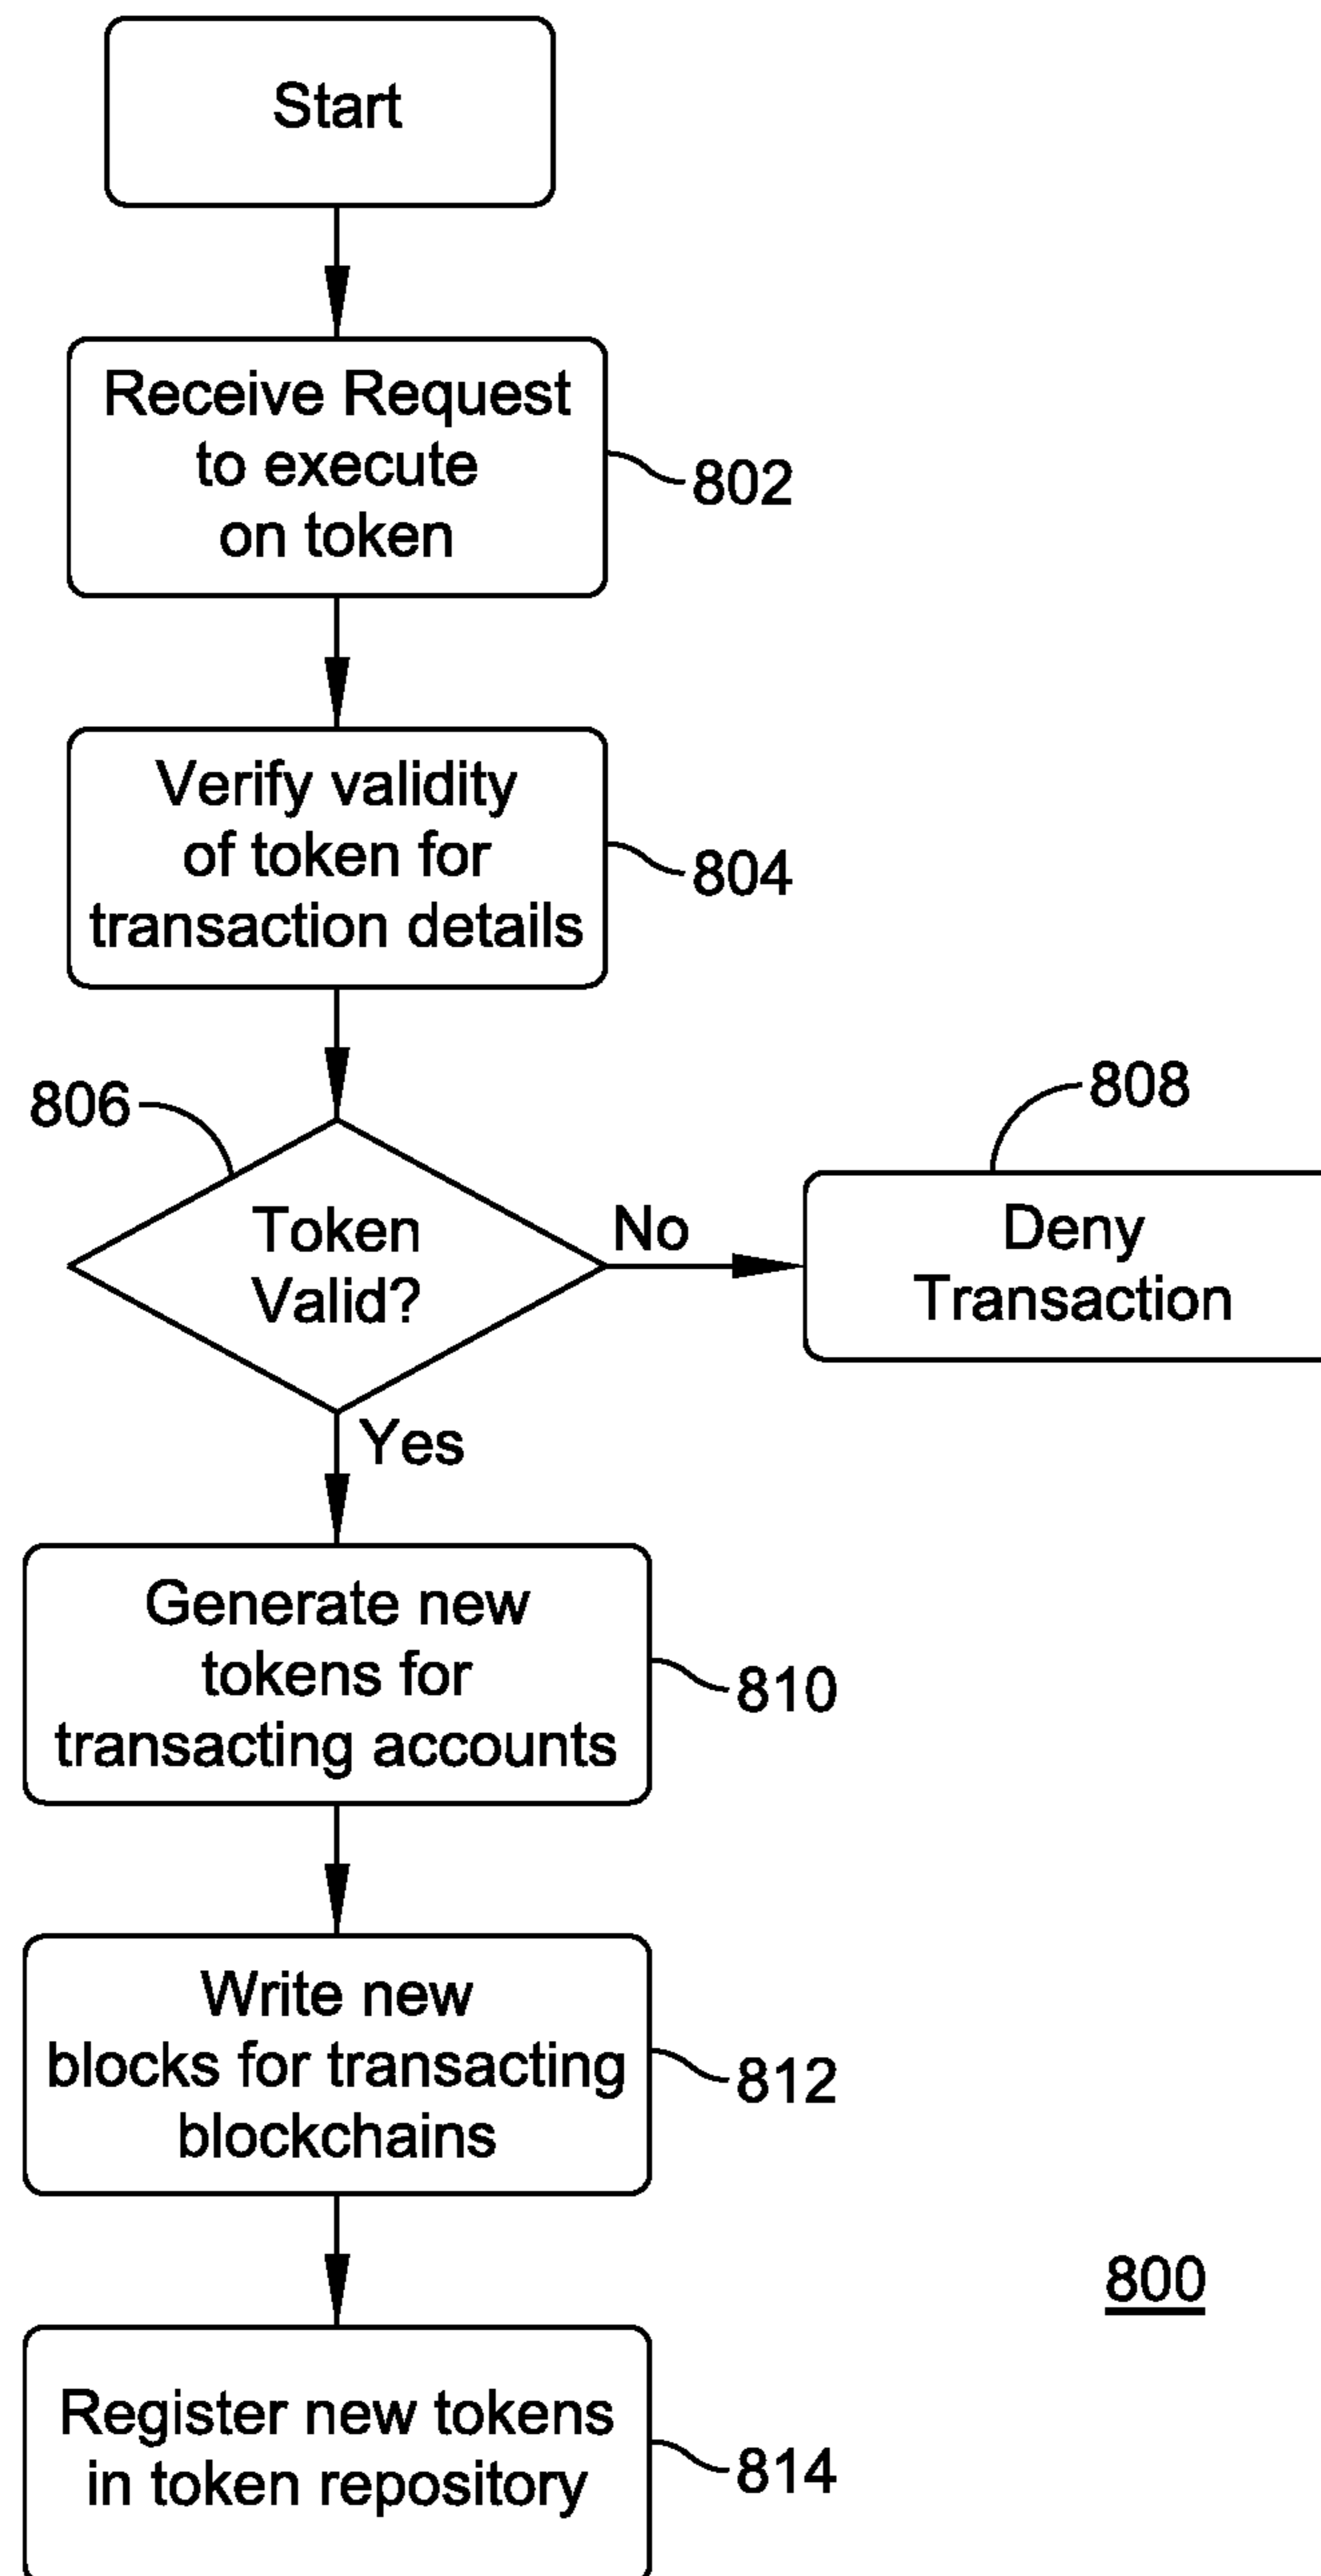 Start
Receive Request
to execute
on token
802
Verify validity
of token for
transaction details
804
806
Token
Valid?
No
808
Deny
Transaction
Yes
Generate new
tokens for
transacting accounts
810
Write new
blocks for transacting
blockchains
812
800
Register new tokens
in token repository
814